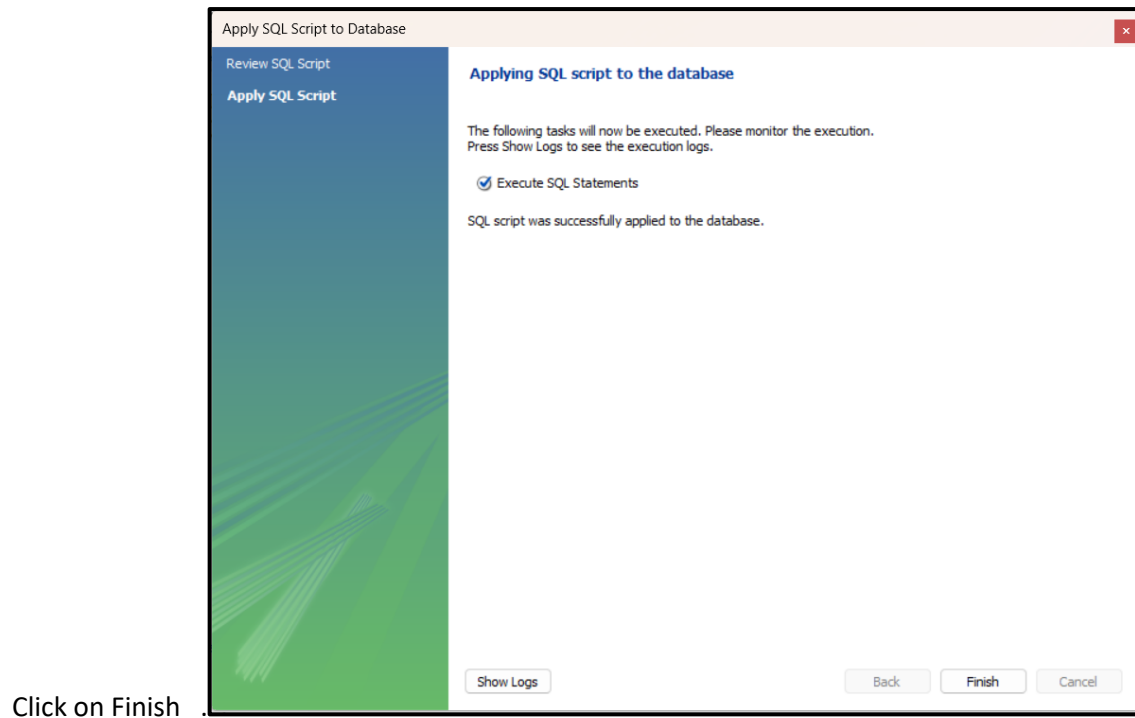 Apply SQL Script to Database
×
Review SQL Script
Apply SQL Script
Applying SQL script to the database
The following tasks will now be executed. Please monitor the execution.
Press Show Logs to see the execution logs.
Execute SQL Statements
SQL script was successfully applied to the database.
Show Logs Back Finish Cancel
Click on Finish .